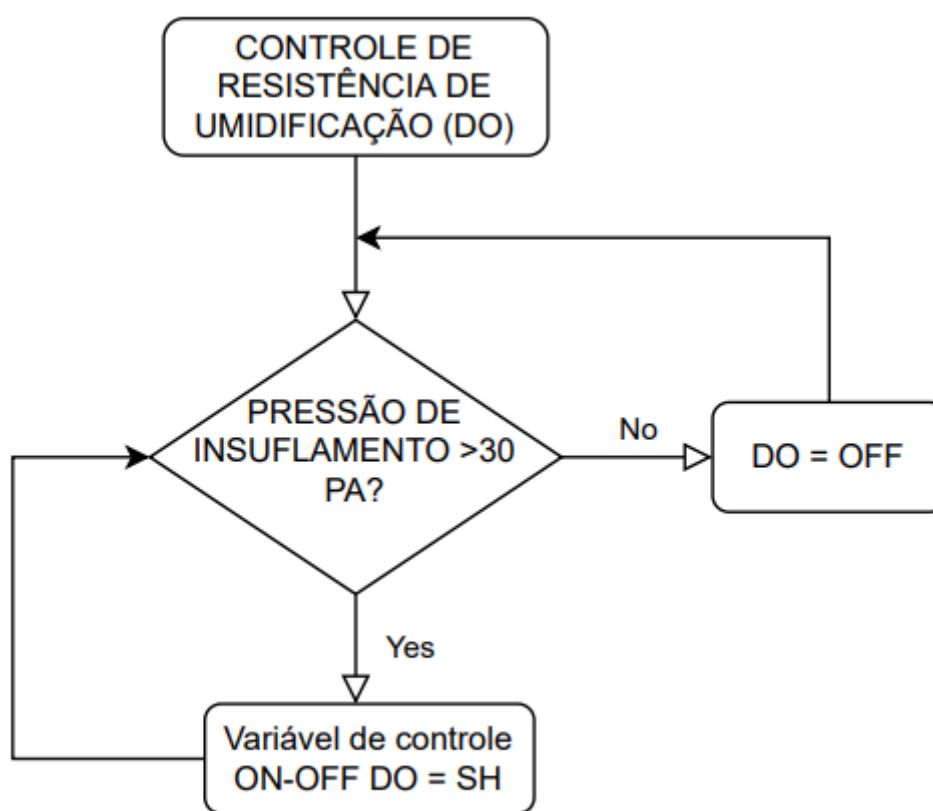 CONTROLE DE
RESISTÊNCIA DE
UMIDIFICAÇÃO (DO)
PRESSÃO DE
INSUFLAMENTO >30
PA?
No
DO = OFF
Yes
Variável de controle
ON-OFF DO = SH